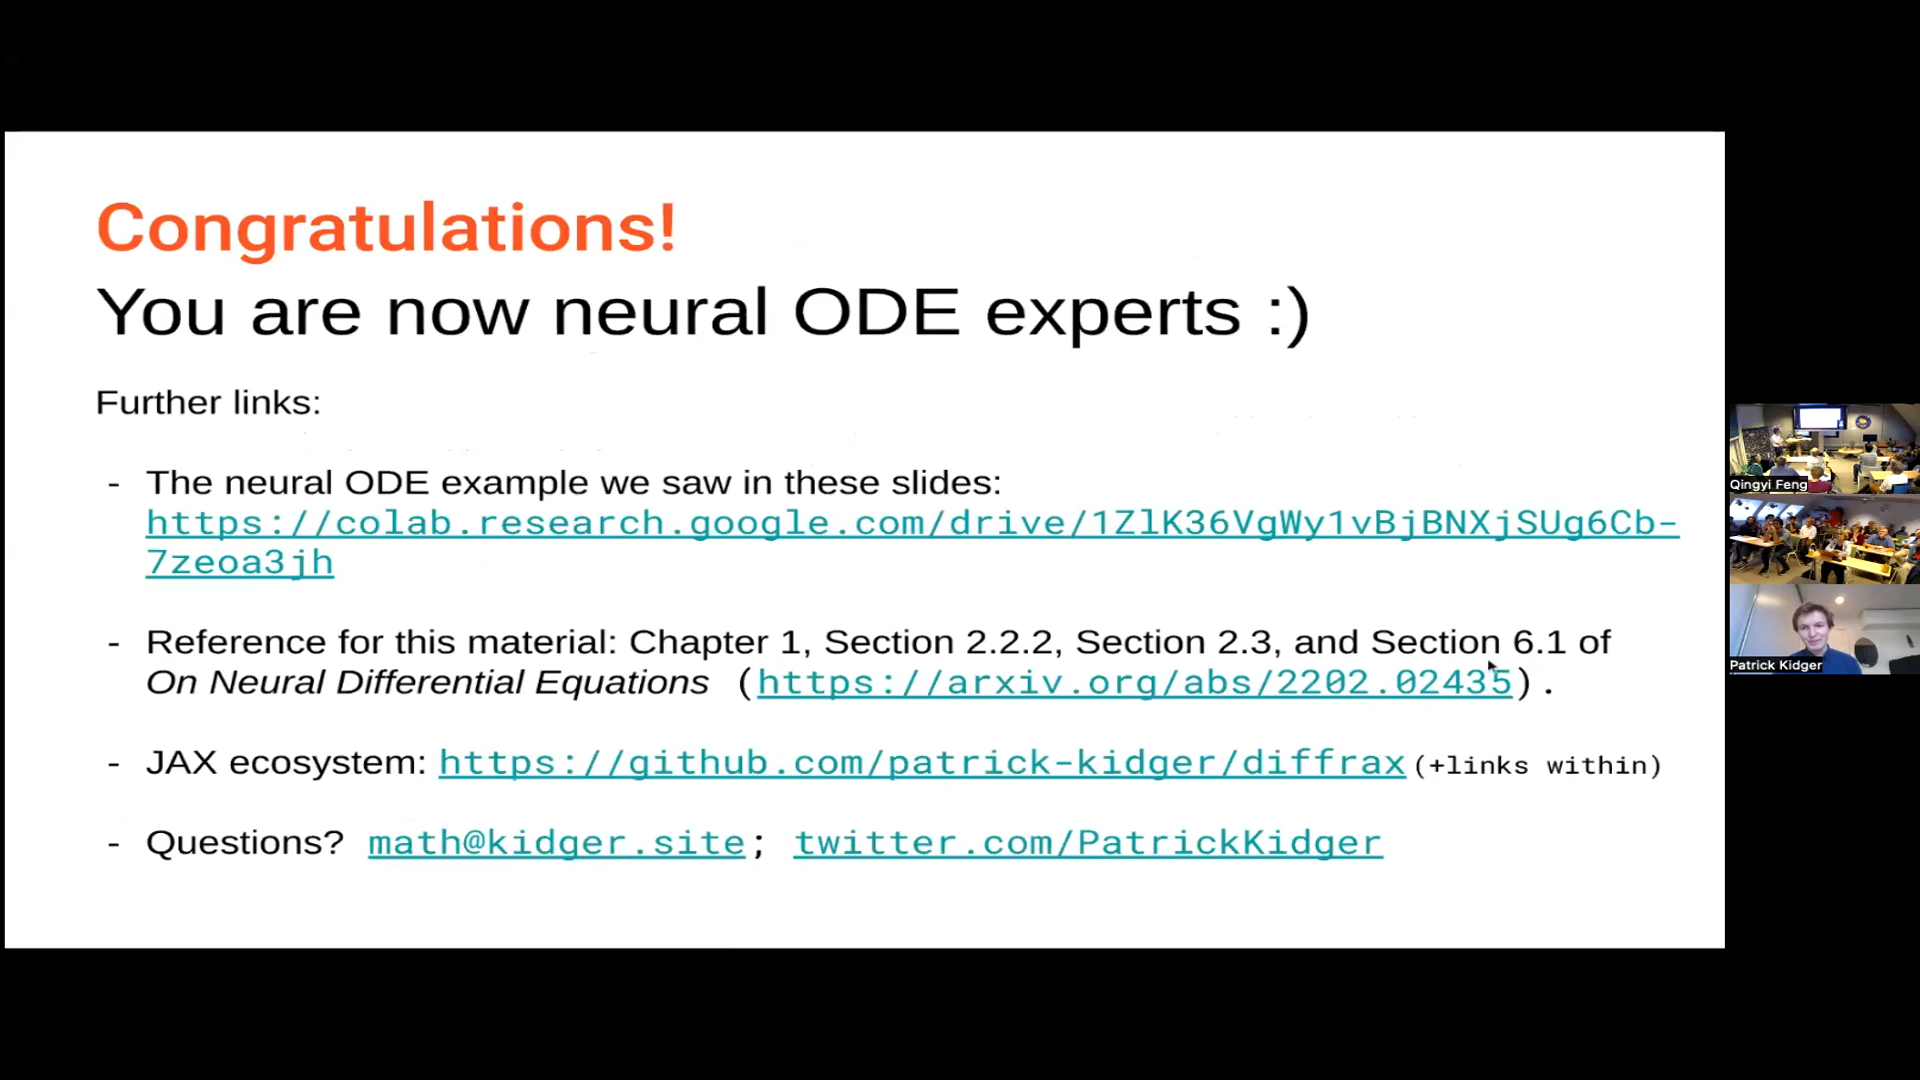 Congratulations!
You are now neural ODE experts :)
Further links:
- The neural ODE example we saw in these slides:
https://colab.research.google.com/drive/1ZlK36VgWy1vBjBNXjSUg6Cb-
7zeoa3jh
- Reference for this material: Chapter 1, Section 2.2.2, Section 2.3, and Section 6.1 of
On Neural Differential Equations (https://arxiv.org/abs/2202.02435).
- JAX ecosystem: https://github.com/patrick-kidger/diffrax (+links within)
- Questions? math@kidger.site; twitter.com/PatrickKidger
Qingyi Feng
Patrick Kidger